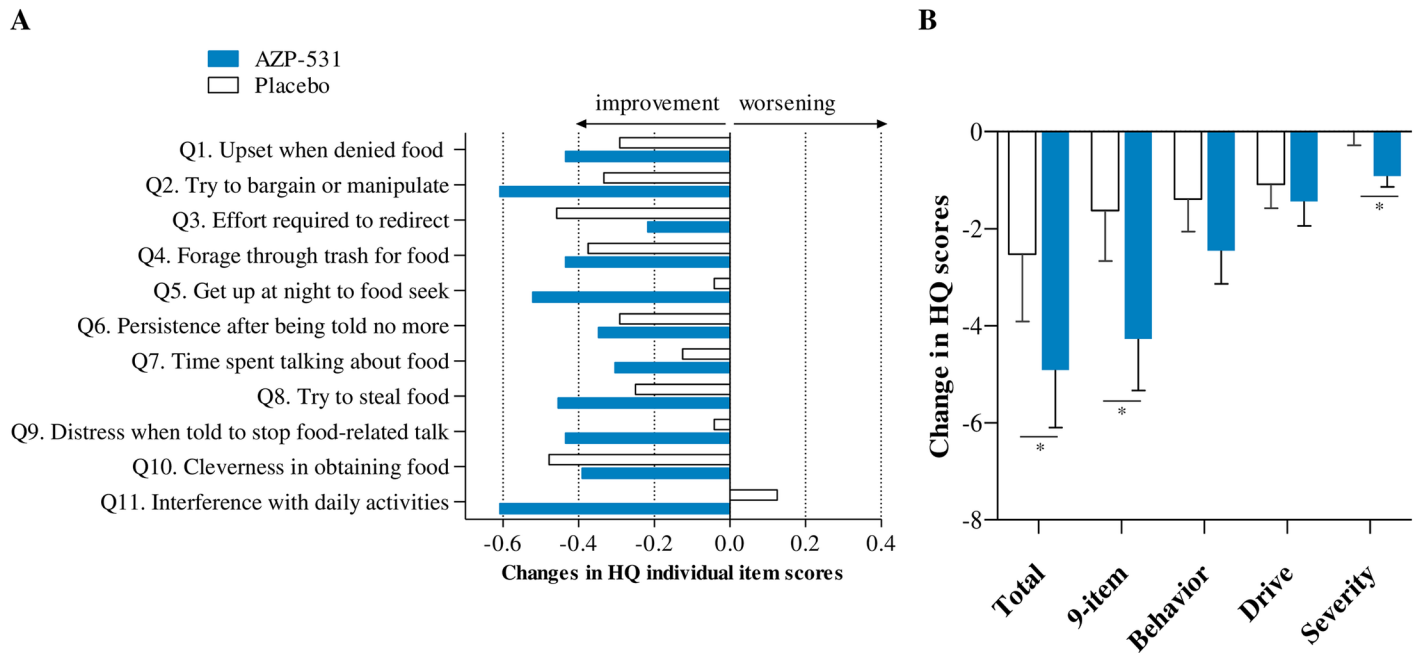 A
AZP-531
Placebo
improvement
worsening
Q1. Upset when denied food
Q2. Try to bargain or manipulate
Q3. Effort required to redirect
Q4. Forage through trash for food
Q5. Get up at night to food seek
Q6. Persistence after being told no more
Q7. Time spent talking about food
Q8. Try to steal food
Q9. Distress when told to stop food-related talk
Q10. Cleverness in obtaining food
Q11. Interference with daily activities
-0.6 -0.4 -0.2 0.0 0.2 0.4
Changes in HQ individual item scores
B
Change in HQ scores
0
-2
-4
-6
-8
*
*
*
Total
9-item
Behavior
Drive
Severity